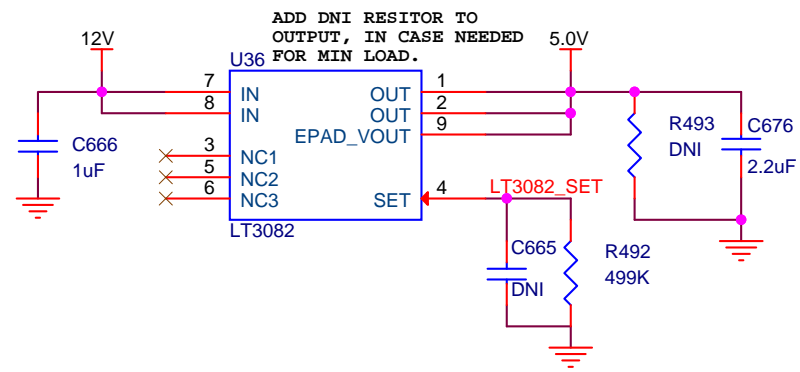 ADD DNI RESITOR TO
OUTPUT, IN CASE NEEDED
FOR MIN LOAD.
12V
5.0V
U36
7 IN
8 IN
3 NC1
5 NC2
6 NC3
OUT 1
OUT 2
EPAD_VOUT 9
SET 4
LT3082_SET
LT3082
C666
1uF
R493
DNI
C676
2.2uF
C665
DNI
R492
499K